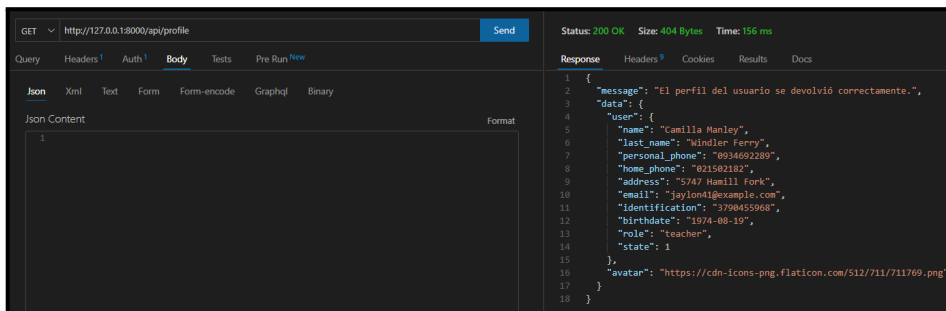 GET http://127.0.0.1:8000/api/profile Send
Query Headers 1 Auth 1 Body Tests Pre Run New
Json Xml Text Form Form-encode Graphql Binary
Json Content Format
1
Status: 200 OK Size: 404 Bytes Time: 156 ms
Response Headers 9 Cookies Results Docs
1 {
2 "message": "El perfil del usuario se devolvió correctamente.",
3 "data": {
4 "user": {
5 "name": "Camilla Manley",
6 "last_name": "Windler Ferry",
7 "personal_phone": "0934692289",
8 "home_phone": "021502182",
9 "address": "5747 Hamill Fork",
10 "email": "jaylon41@example.com",
11 "identification": "3790455968",
12 "birthdate": "1974-08-19",
13 "role": "teacher",
14 "state": 1
15 },
16 "avatar": "https://cdn-icons-png.flaticon.com/512/711/711769.png"
17 }
18 }